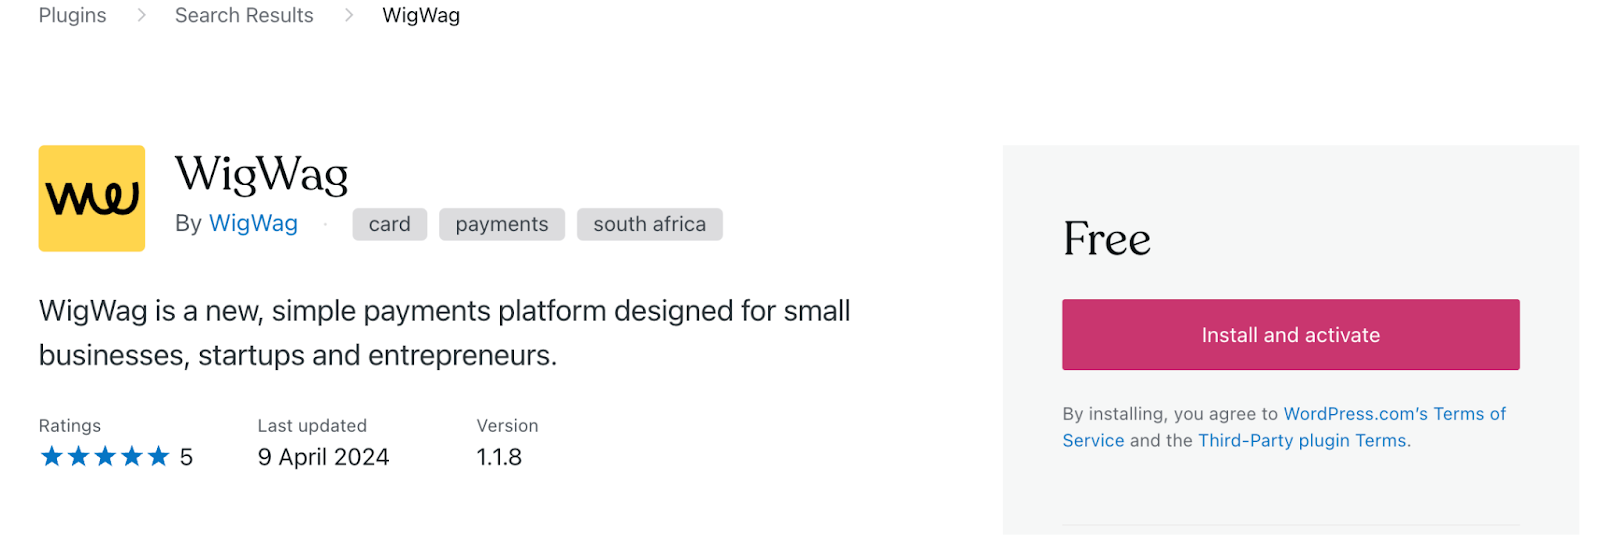 Plugins > Search Results > WigWag
WigWag
By WigWag · card payments south africa
WigWag is a new, simple payments platform designed for small
businesses, startups and entrepreneurs.
Ratings Last updated Version
5 9 April 2024 1.1.8
Free
Install and activate
By installing, you agree to WordPress.com’s Terms of
Service and the Third-Party plugin Terms.